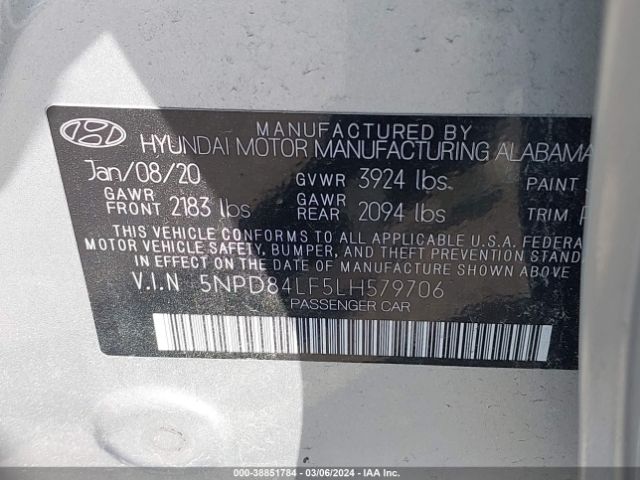 MANUFACTURED BY
HYUNDAI MOTOR MANUFACTURING ALABAMA
Jan/08/20 GVWR 3924 lbs. PAINT
GAWR FRONT 2183 lbs GAWR REAR 2094 lbs TRIM
THIS VEHICLE CONFORMS TO ALL APPLICABLE U.S.A. FEDERA
MOTOR VEHICLE SAFETY, BUMPER, AND THEFT PREVENTION STAND
IN EFFECT ON THE DATE OF MANUFACTURE SHOWN ABOVE.
V.I.N 5NPD84LF5LH579706
PASSENGER CAR
000-38851784 — 03/06/2024 — IAA Inc.